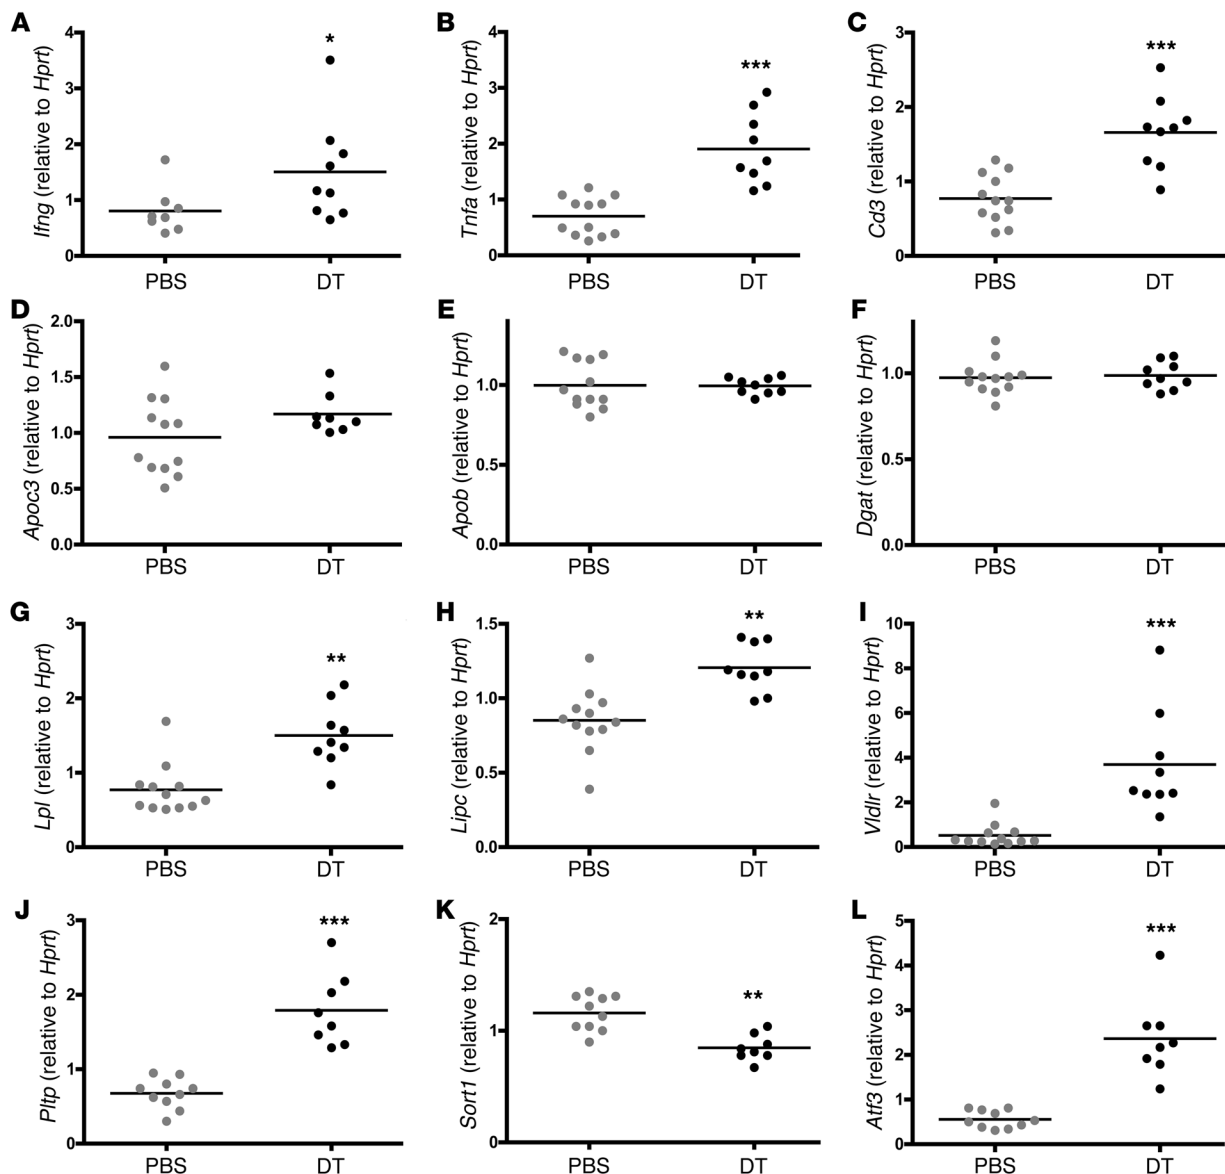 A
Ifng (relative to Hprt)
4
3
2
1
0
*
PBS
DT
B
Tnfa (relative to Hprt)
4
3
2
1
0
***
PBS
DT
C
Cd3 (relative to Hprt)
3
2
1
0
***
PBS
DT
D
Apoc3 (relative to Hprt)
2.0
1.5
1.0
0.5
0.0
PBS
DT
E
Apob (relative to Hprt)
1.0
0.5
0.0
PBS
DT
F
Dgat (relative to Hprt)
1.0
0.5
0.0
PBS
DT
G
Lpl (relative to Hprt)
3
2
1
0
**
PBS
DT
H
Lipc (relative to Hprt)
1.5
1.0
0.5
0.0
**
PBS
DT
I
Vldlr (relative to Hprt)
10
8
6
4
2
0
***
PBS
DT
J
Pltp (relative to Hprt)
3
2
1
0
***
PBS
DT
K
Sort1 (relative to Hprt)
2
1
0
**
PBS
DT
L
Atf3 (relative to Hprt)
5
4
3
2
1
0
***
PBS
DT